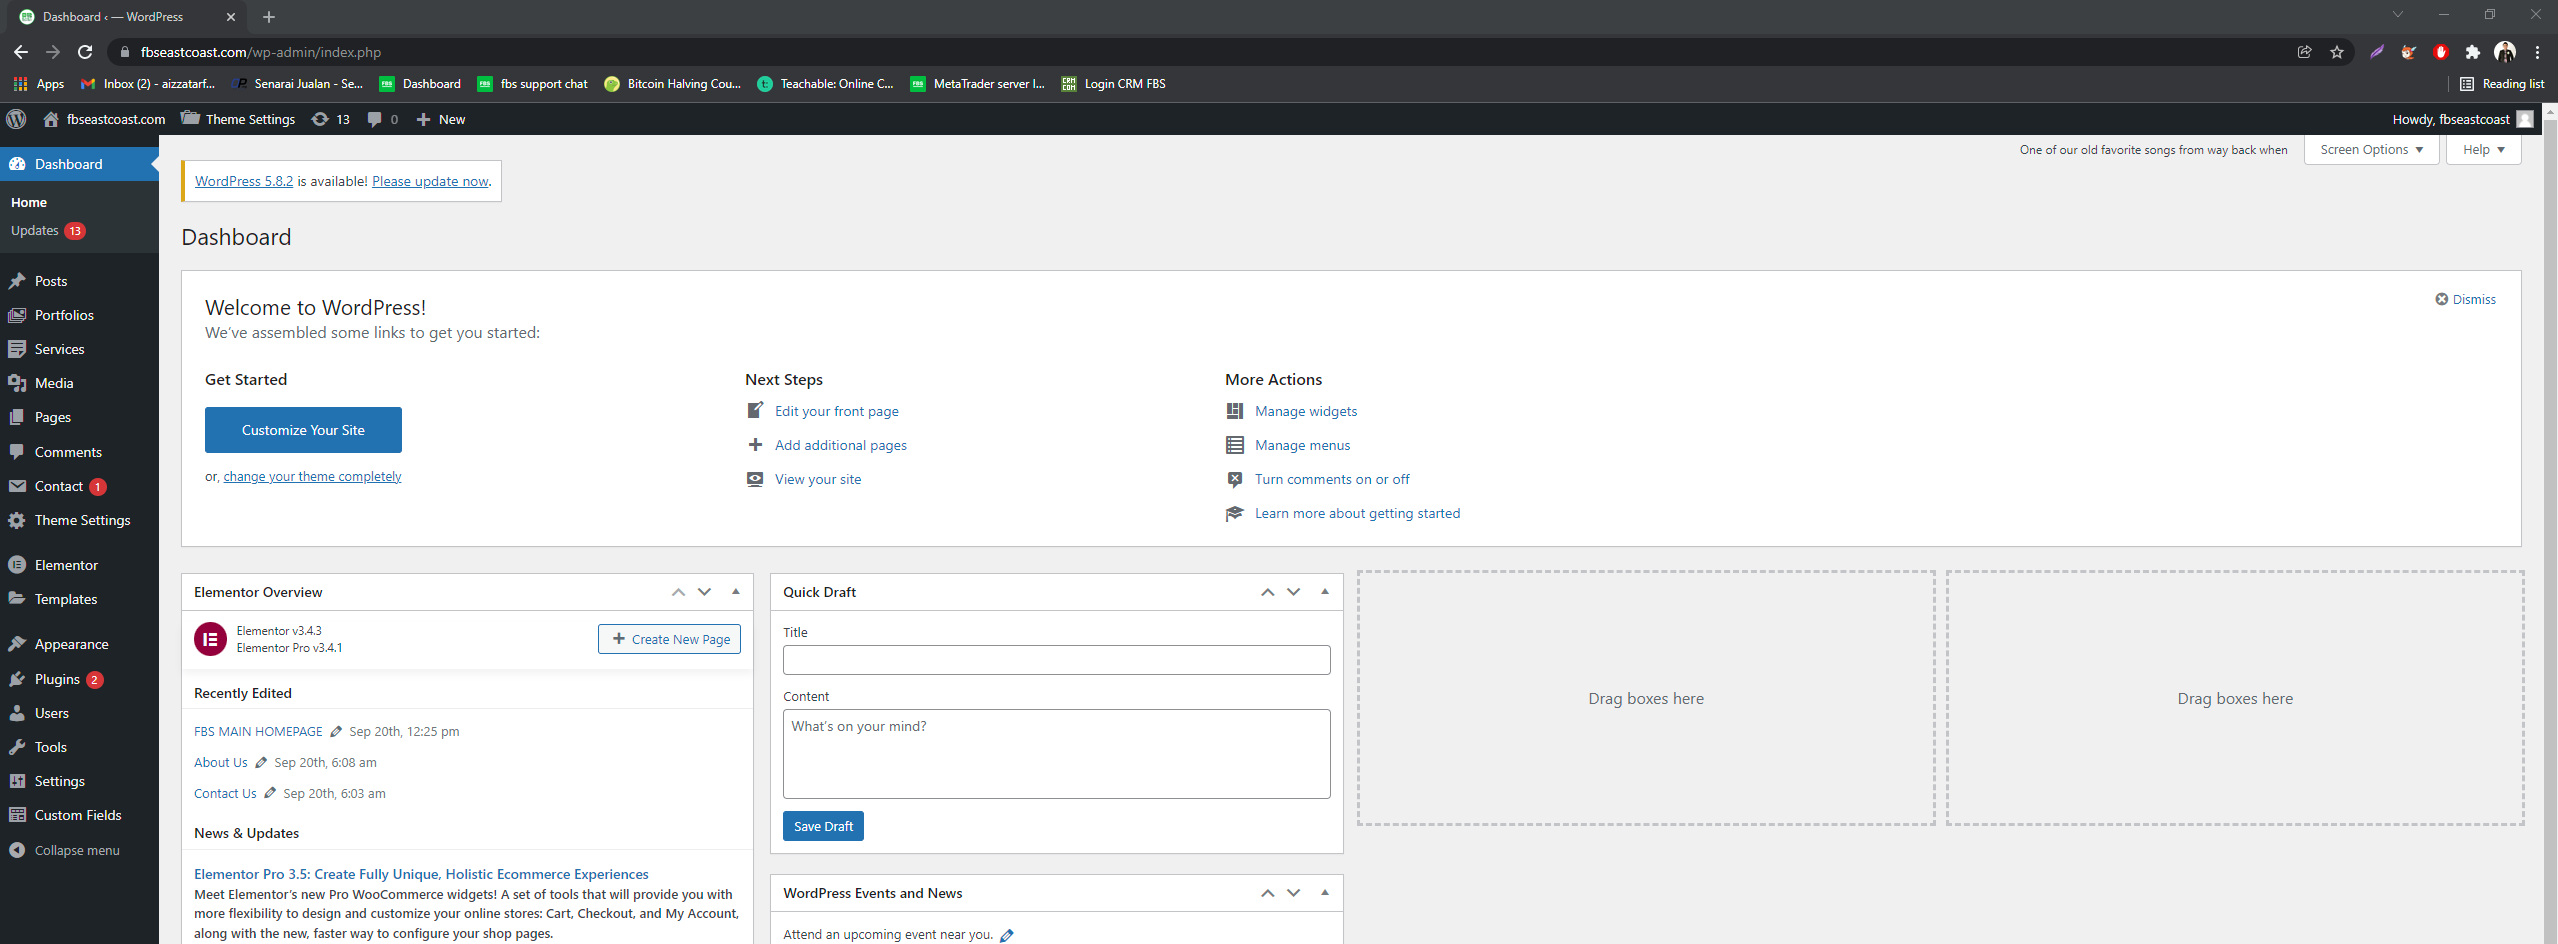 Dashboard ‹ — WordPress
fbseastcoast.com/wp-admin/index.php
Apps Inbox (2) - aizzatarf... Senarai Jualan - Se... Dashboard fbs support chat Bitcoin Halving Cou... Teachable: Online C... MetaTrader server I... Login CRM FBS Reading list
fbseastcoast.com Theme Settings 13 0 New Howdy, fbseastcoast
One of our old favorite songs from way back when Screen Options Help
Dashboard
Home
Updates 13
Posts
Portfolios
Services
Media
Pages
Comments
Contact 1
Theme Settings
Elementor
Templates
Appearance
Plugins 2
Users
Tools
Settings
Custom Fields
Collapse menu
WordPress 5.8.2 is available! Please update now.
Dashboard
Welcome to WordPress!
We've assembled some links to get you started:
Dismiss
Get Started
Customize Your Site
or, change your theme completely
Next Steps
Edit your front page
Add additional pages
View your site
More Actions
Manage widgets
Manage menus
Turn comments on or off
Learn more about getting started
Elementor Overview
Elementor v3.4.3
Elementor Pro v3.4.1
Create New Page
Recently Edited
FBS MAIN HOMEPAGE Sep 20th, 12:25 pm
About Us Sep 20th, 6:08 am
Contact Us Sep 20th, 6:03 am
News & Updates
Elementor Pro 3.5: Create Fully Unique, Holistic Ecommerce Experiences
Meet Elementor's new Pro WooCommerce widgets! A set of tools that will provide you with
more flexibility to design and customize your online stores: Cart, Checkout, and My Account,
along with the new, faster way to configure your shop pages.
Quick Draft
Title
Content
What's on your mind?
Save Draft
WordPress Events and News
Attend an upcoming event near you.
Drag boxes here
Drag boxes here